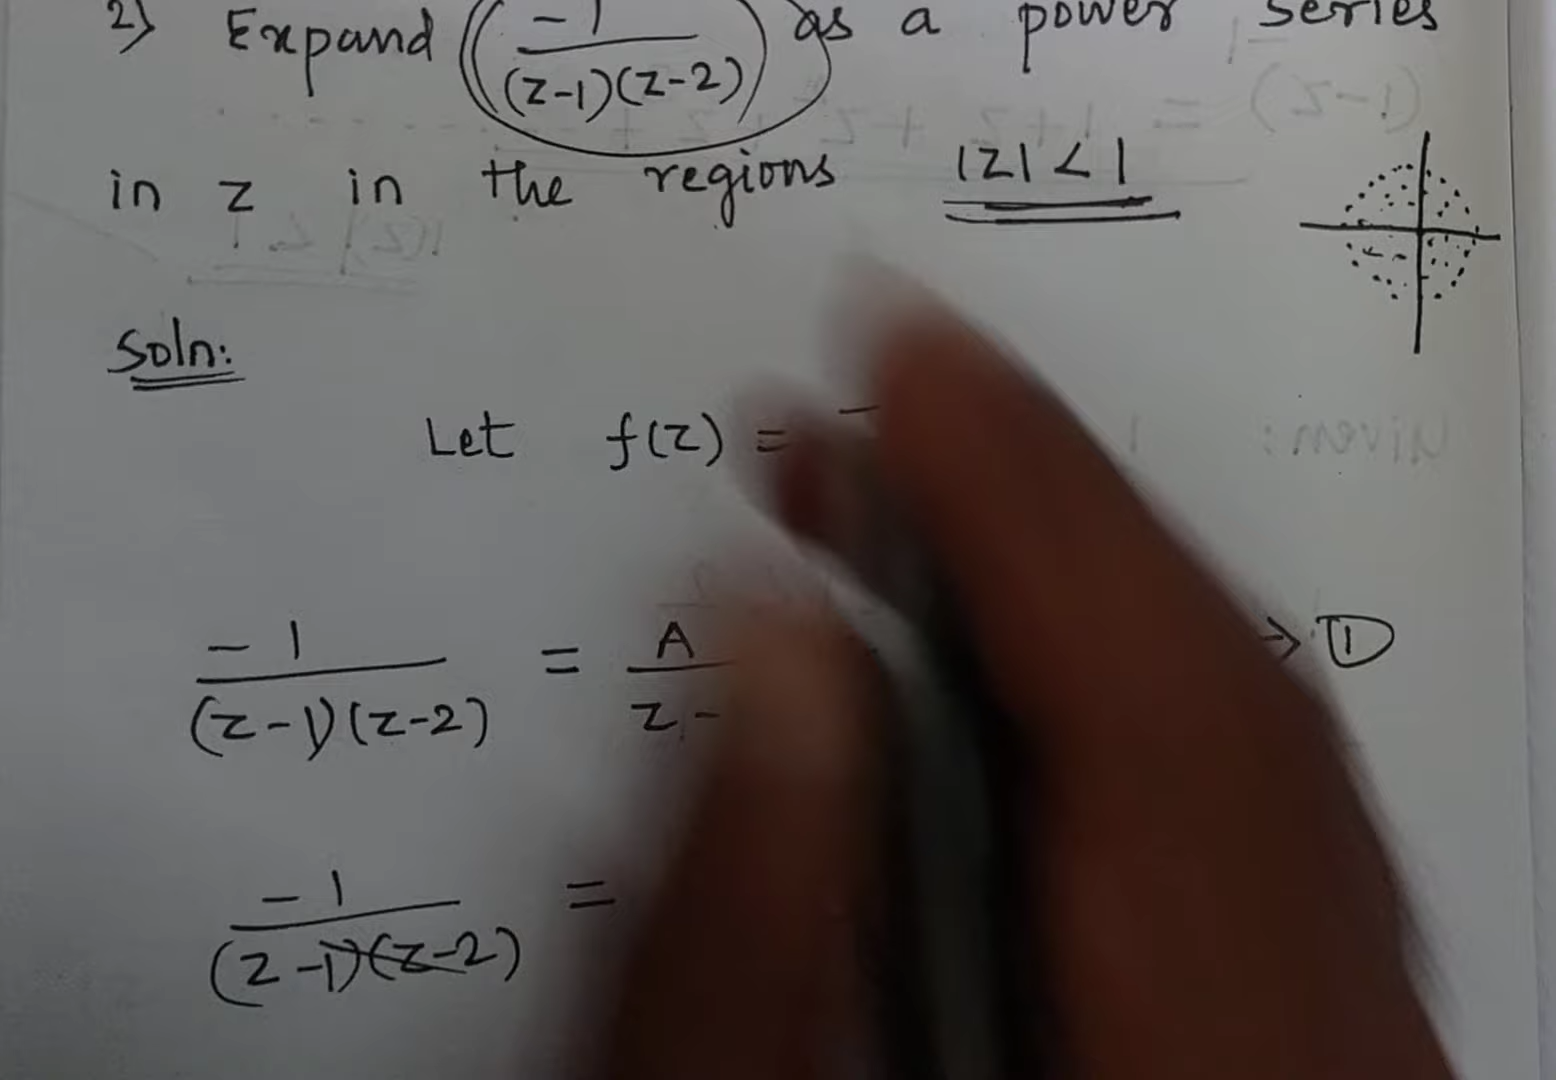 2) Expand (-1/(z-1)(z-2)) as a power series
in z in the regions |z| < 1
Soln:
Let f(z) = -
-1/(z-1)(z-2) = A/z- → ①
-1/(z-1)(z-2) =